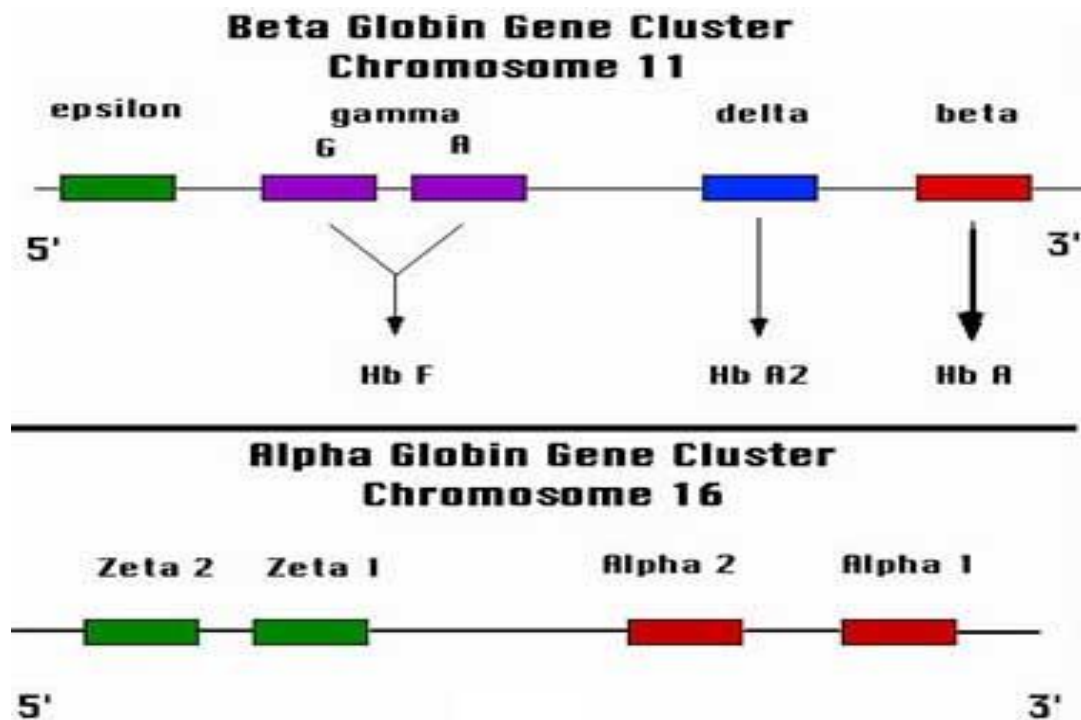 Beta Globin Gene Cluster
Chromosome 11
epsilon gamma delta beta
G A
5' 3'
Hb F Hb A2 Hb A
Alpha Globin Gene Cluster
Chromosome 16
Zeta 2 Zeta 1 Alpha 2 Alpha 1
5' 3'